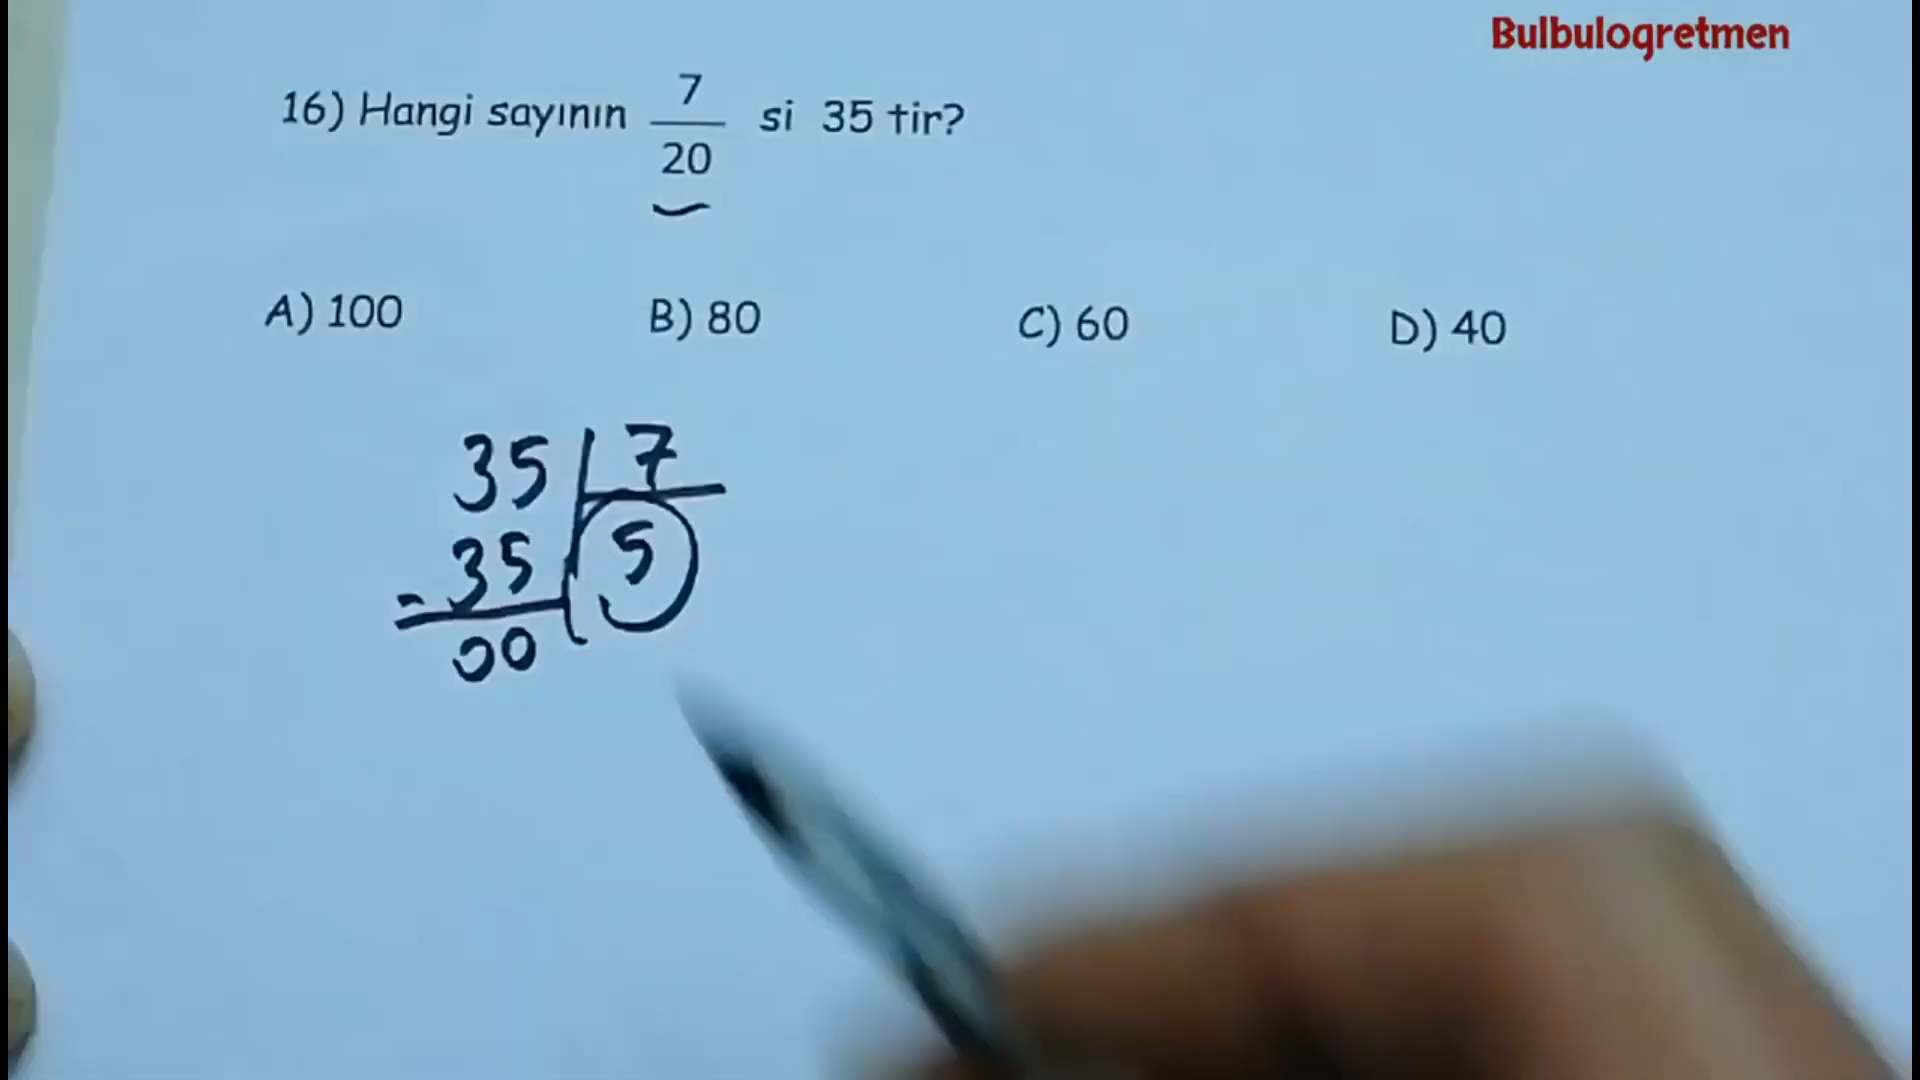 Bulbulogretmen
16) Hangi sayının 7/20 si 35 tir?
A) 100 B) 80 C) 60 D) 40
35 7
- 35 5
00